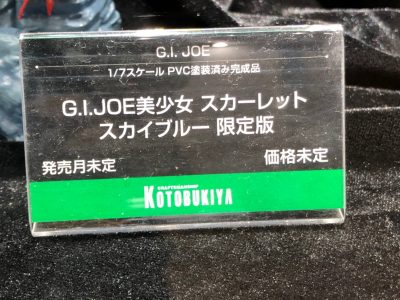 G.I. JOE
1/7スケール PVC塗装済み完成品
G.I.JOE美少女 スカーレット
スカイブルー 限定版
発売月未定 価格未定
CRAFTSMANSHIP
KOTOBUKIYA